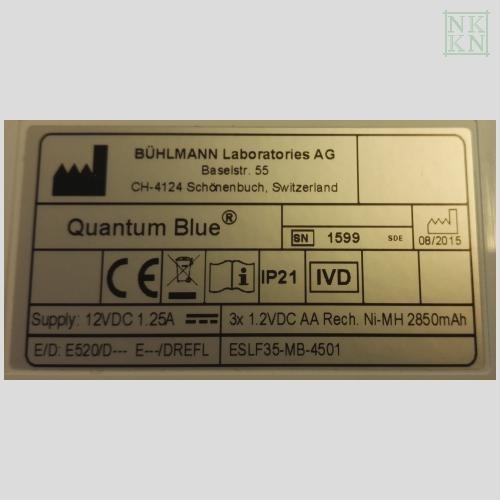 NK
KN
BÜHLMANN Laboratories AG
Baselstr. 55
CH-4124 Schönenbuch, Switzerland
Quantum Blue®
SN 1599 SDE
08/2015
CE IP21 IVD
Supply: 12VDC 1.25A 3x 1.2VDC AA Rech. Ni-MH 2850mAh
E/D: E520/D--- E---/DREFL ESLF35-MB-4501